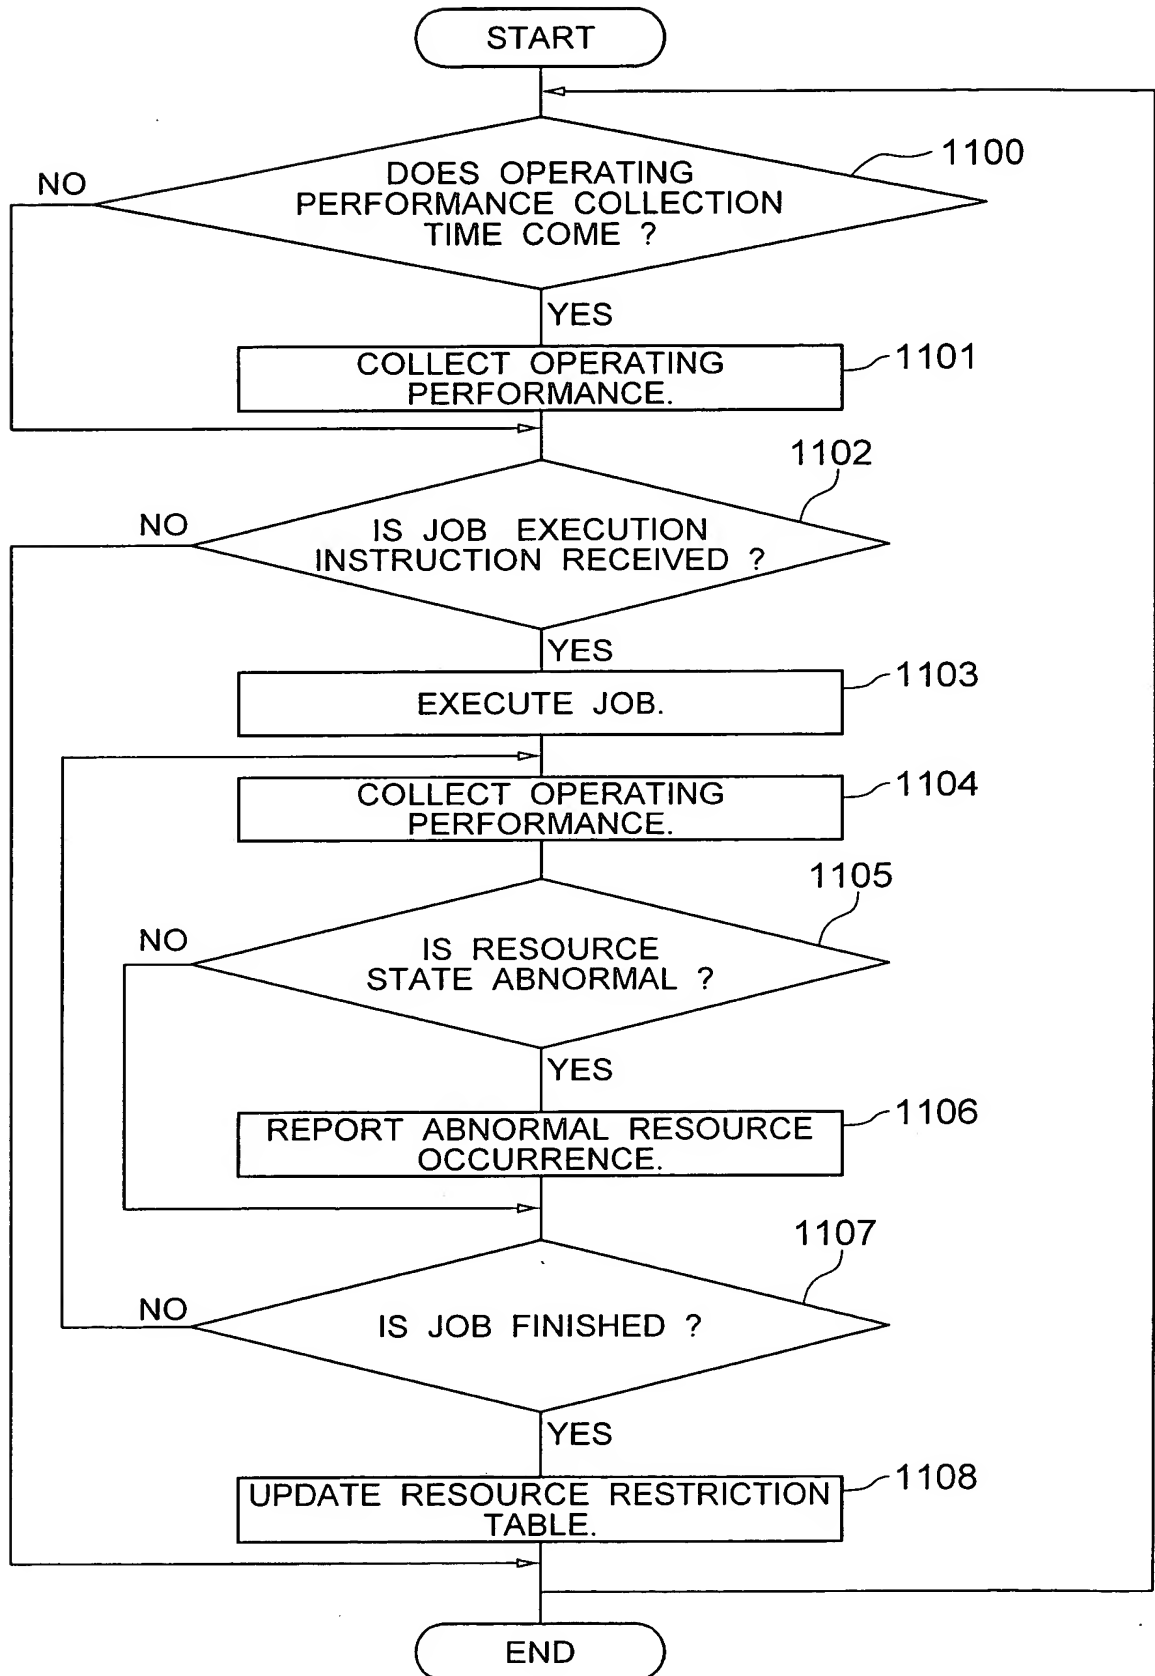 START
1100
NO
DOES OPERATING
PERFORMANCE COLLECTION
TIME COME ?
YES
COLLECT OPERATING
PERFORMANCE.
1101
1102
NO
IS JOB EXECUTION
INSTRUCTION RECEIVED ?
YES
EXECUTE JOB.
1103
COLLECT OPERATING
PERFORMANCE.
1104
1105
NO
IS RESOURCE
STATE ABNORMAL ?
YES
REPORT ABNORMAL RESOURCE
OCCURRENCE.
1106
1107
NO
IS JOB FINISHED ?
YES
UPDATE RESOURCE RESTRICTION
TABLE.
1108
END